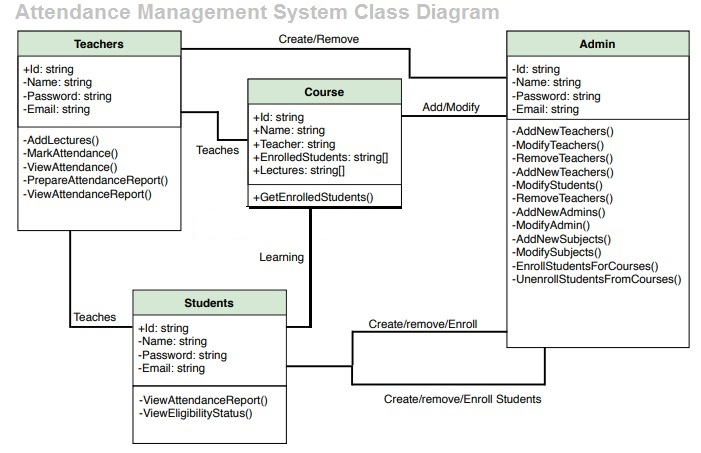 Attendance Management System Class Diagram
Teachers
+Id: string
-Name: string
-Password: string
-Email: string
-AddLectures()
-MarkAttendance()
-ViewAttendance()
-PrepareAttendanceReport()
-ViewAttendanceReport()
Create/Remove
Admin
-Id: string
-Name: string
-Password: string
-Email: string
-AddNewTeachers()
-ModifyTeachers()
-RemoveTeachers()
-AddNewTeachers()
-ModifyStudents()
-RemoveTeachers()
-AddNewAdmins()
-ModifyAdmin()
-AddNewSubjects()
-ModifySubjects()
-EnrollStudentsForCourses()
-UnenrollStudentsFromCourses()
Course
+Id: string
+Name: string
+Teacher: string
+EnrolledStudents: string[]
+Lectures: string[]
+GetEnrolledStudents()
Add/Modify
Teaches
Learning
Teaches
Students
+Id: string
-Name: string
-Password: string
-Email: string
-ViewAttendanceReport()
-ViewEligibilityStatus()
Create/remove/Enroll
Create/remove/Enroll Students